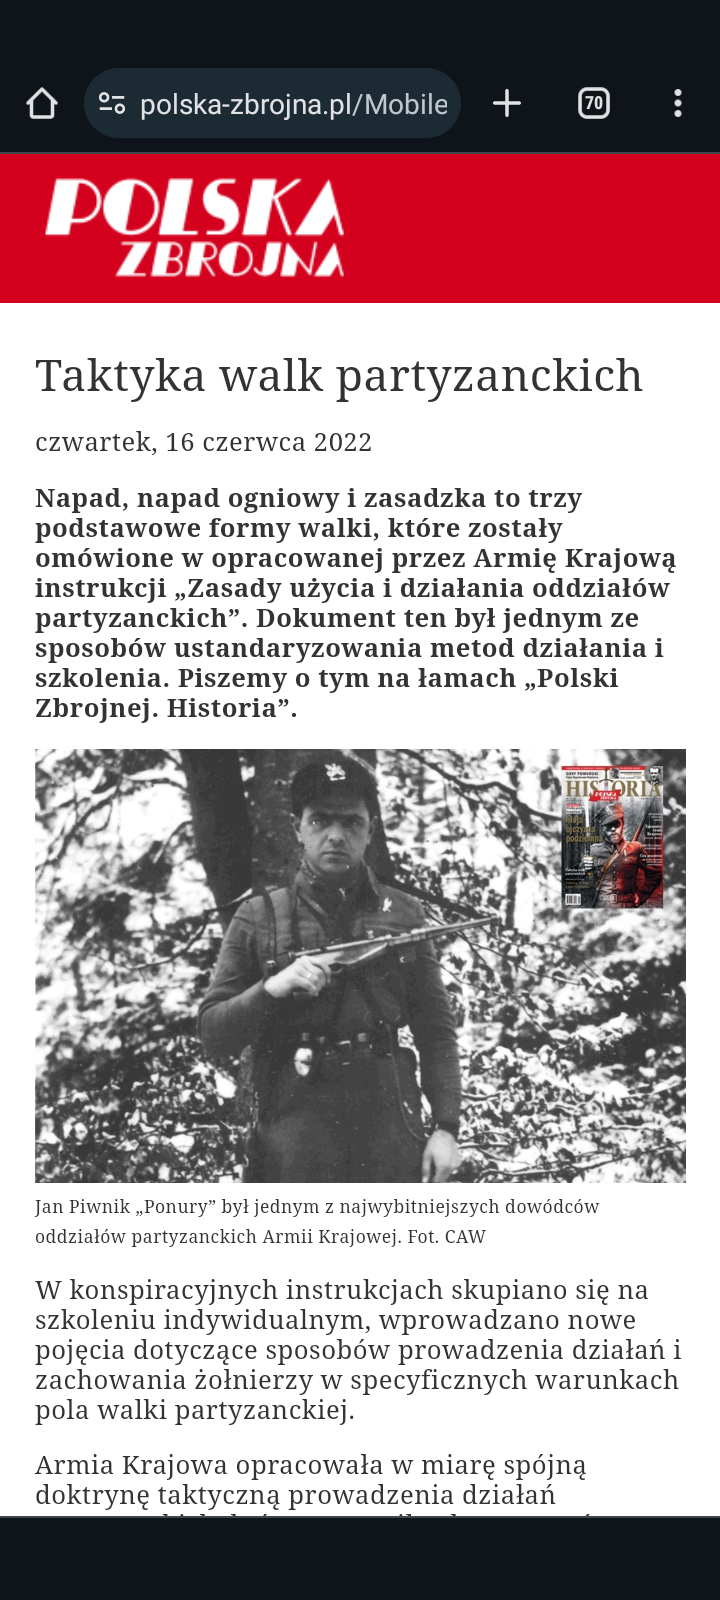 polska-zbrojna.pl/Mobile
70
POLSKA
ZBROJNA
Taktyka walk partyzanckich
czwartek, 16 czerwca 2022
Napad, napad ogniowy i zasadzka to trzy
podstawowe formy walki, które zostały
omówione w opracowanej przez Armię Krajową
instrukcji „Zasady użycia i działania oddziałów
partyzanckich”. Dokument ten był jednym ze
sposobów ustandaryzowania metod działania i
szkolenia. Piszemy o tym na łamach „Polski
Zbrojnej. Historia”.
HISTORIA
POLSKA
Jan Piwnik „Ponury” był jednym z najwybitniejszych dowódców
oddziałów partyzanckich Armii Krajowej. Fot. CAW
W konspiracyjnych instrukcjach skupiano się na
szkoleniu indywidualnym, wprowadzano nowe
pojęcia dotyczące sposobów prowadzenia działań i
zachowania żołnierzy w specyficznych warunkach
pola walki partyzanckiej.
Armia Krajowa opracowała w miarę spójną
doktrynę taktyczną prowadzenia działań